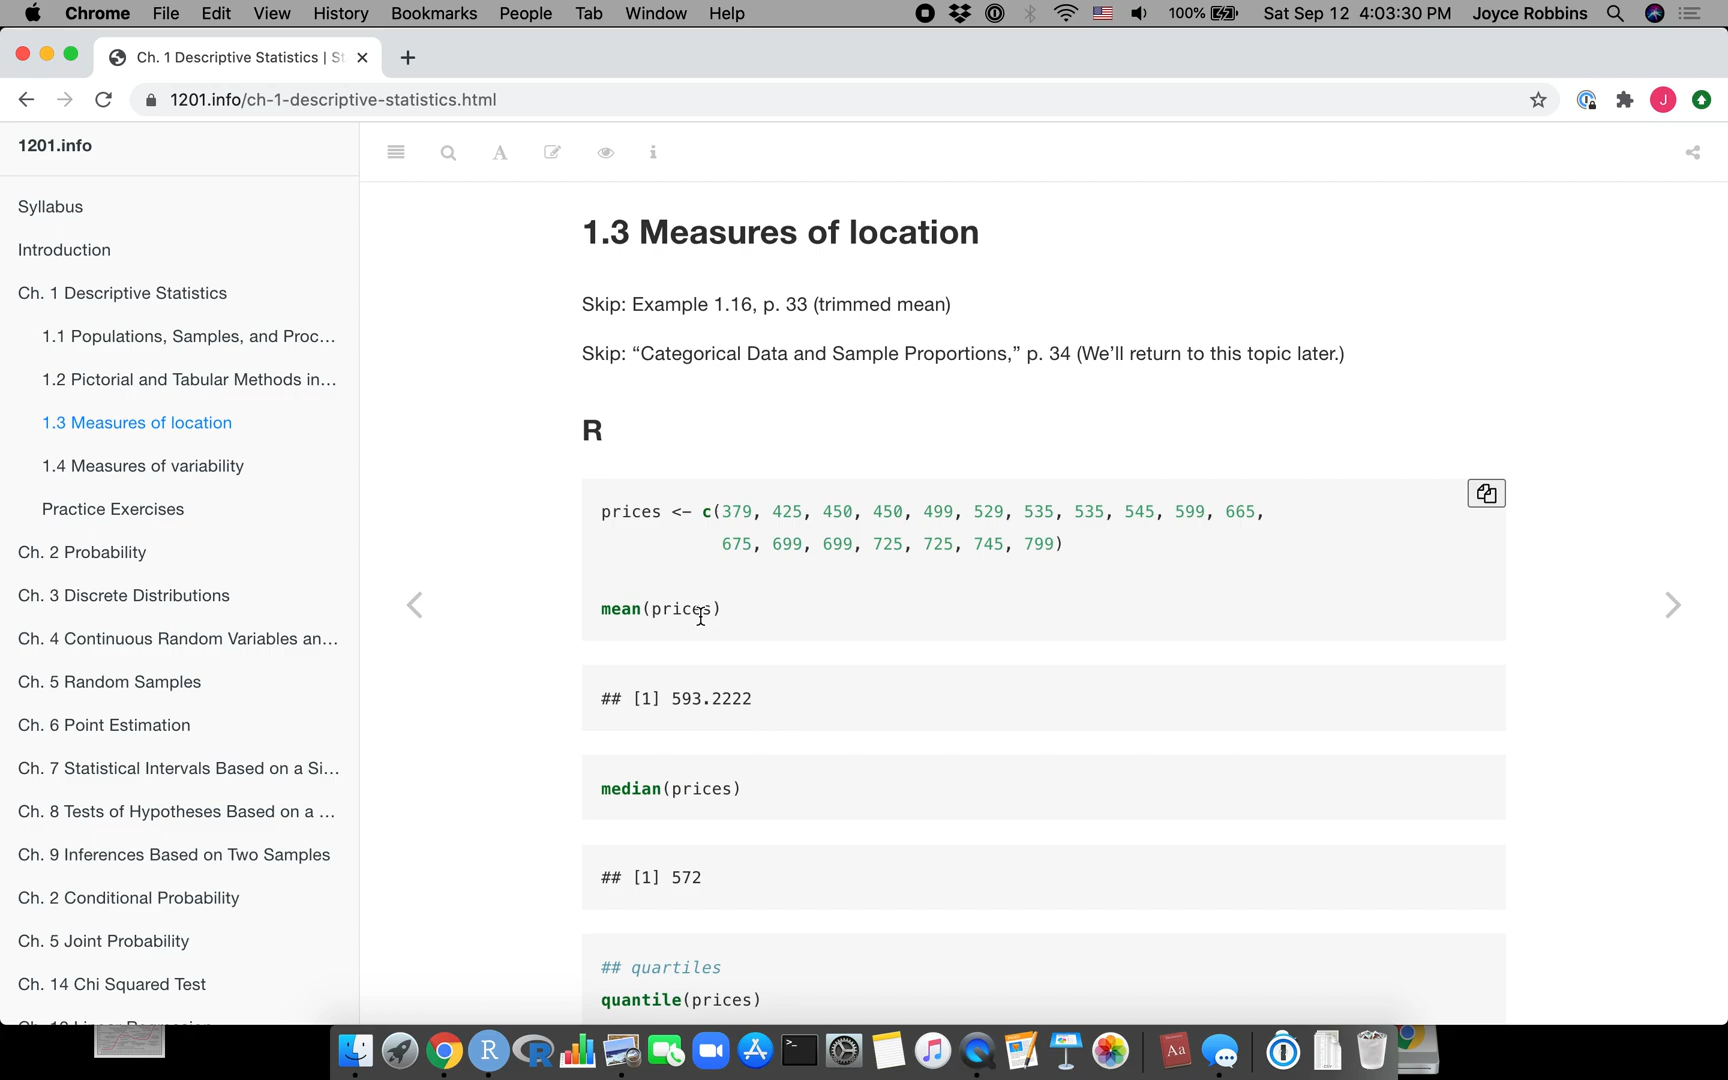 Chrome File Edit View History Bookmarks People Tab Window Help 100% Sat Sep 12 4:03:30 PM Joyce Robbins
Ch. 1 Descriptive Statistics | St
1201.info/ch-1-descriptive-statistics.html
J
1201.info
Syllabus
Introduction
Ch. 1 Descriptive Statistics
1.1 Populations, Samples, and Proc...
1.2 Pictorial and Tabular Methods in...
1.3 Measures of location
1.4 Measures of variability
Practice Exercises
Ch. 2 Probability
Ch. 3 Discrete Distributions
Ch. 4 Continuous Random Variables an...
Ch. 5 Random Samples
Ch. 6 Point Estimation
Ch. 7 Statistical Intervals Based on a Si...
Ch. 8 Tests of Hypotheses Based on a ...
Ch. 9 Inferences Based on Two Samples
Ch. 2 Conditional Probability
Ch. 5 Joint Probability
Ch. 14 Chi Squared Test
1.3 Measures of location
Skip: Example 1.16, p. 33 (trimmed mean)
Skip: “Categorical Data and Sample Proportions,” p. 34 (We’ll return to this topic later.)
R
prices <- c(379, 425, 450, 450, 499, 529, 535, 535, 545, 599, 665,
675, 699, 699, 725, 725, 745, 799)
mean(prices)
## [1] 593.2222
median(prices)
## [1] 572
## quartiles
quantile(prices)
R
R
Aa